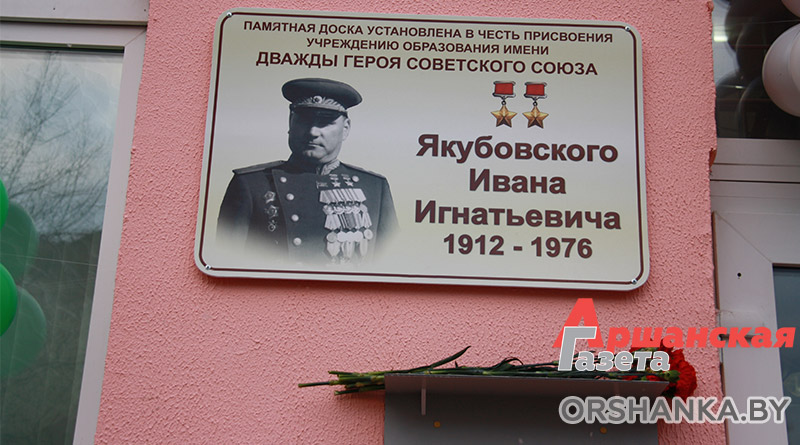 ПАМЯТНАЯ ДОСКА УСТАНОВЛЕНА В ЧЕСТЬ ПРИСВОЕНИЯ
УЧРЕЖДЕНИЮ ОБРАЗОВАНИЯ ИМЕНИ
ДВАЖДЫ ГЕРОЯ СОВЕТСКОГО СОЮЗА
Якубовского
Ивана
Игнатьевича
1912 - 1976
Аршанская
Газета
ORSHANKA.BY